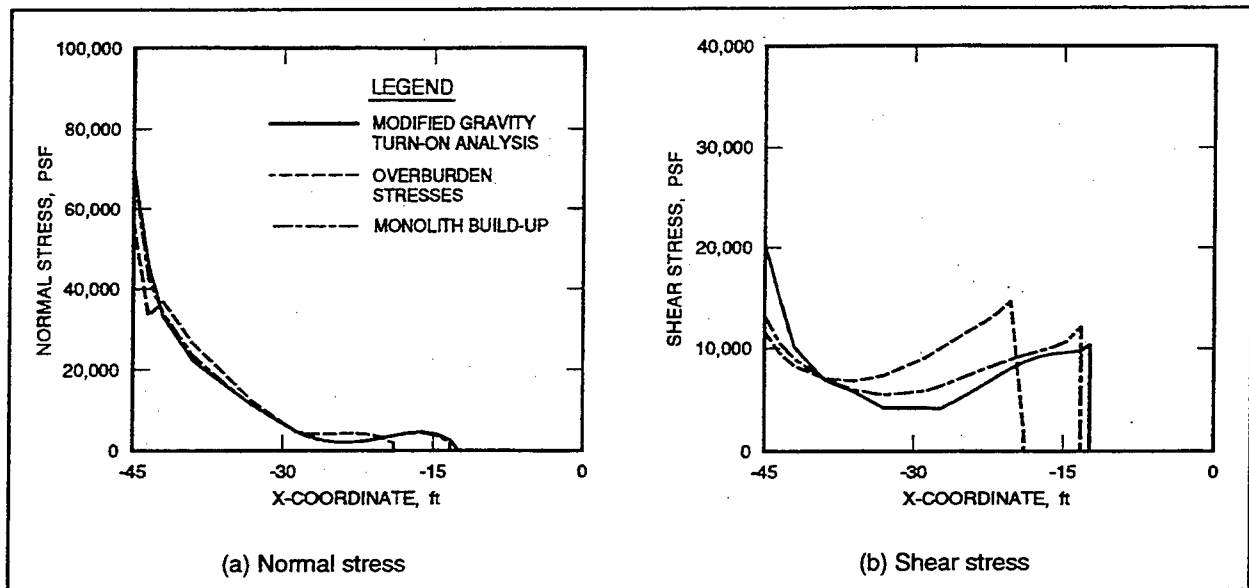 100,000
80,000
60,000
40,000
20,000
0
NORMAL STRESS, PSF
LEGEND
MODIFIED GRAVITY
TURN-ON ANALYSIS
OVERBURDEN
STRESSES
MONOLITH BUILD-UP
-45
-30
-15
0
X-COORDINATE, ft
(a) Normal stress
40,000
30,000
20,000
10,000
0
SHEAR STRESS, PSF
-45
-30
-15
0
X-COORDINATE, ft
(b) Shear stress